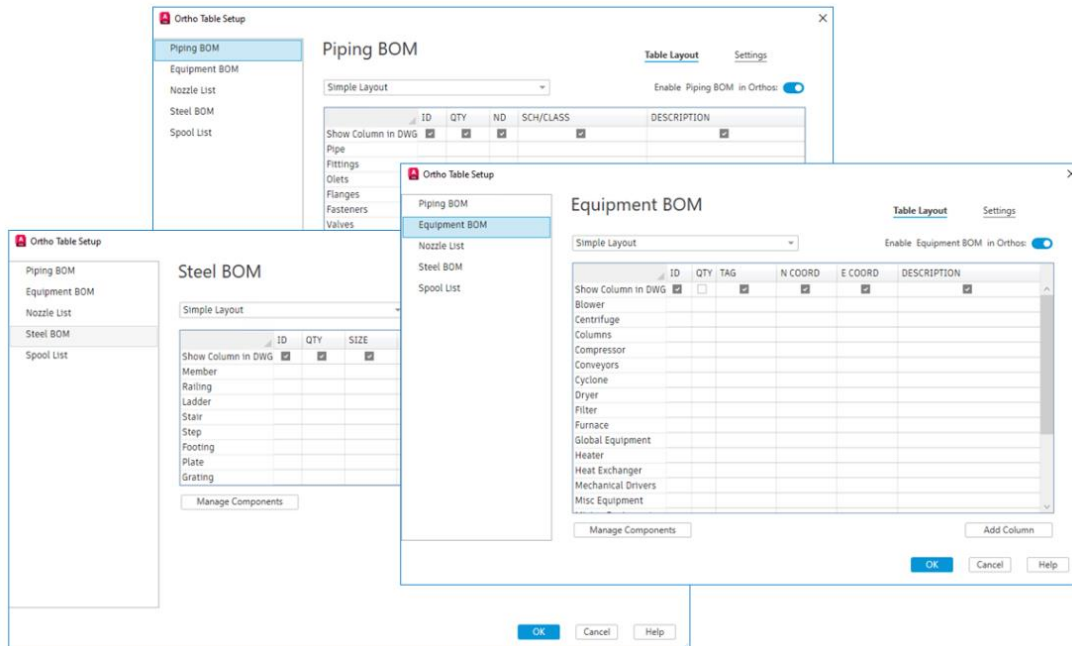 Ortho Table Setup
Piping BOM
Equipment BOM
Nozzle List
Steel BOM
Spool List
Piping BOM
Table Layout Settings
Simple Layout
Enable Piping BOM in Orthos:
ID QTY ND SCH/CLASS DESCRIPTION
Show Column in DWG
Pipe
Fittings
Olets
Flanges
Fasteners
Valves
Ortho Table Setup
Piping BOM
Equipment BOM
Nozzle List
Steel BOM
Spool List
Equipment BOM
Table Layout Settings
Simple Layout
Enable Equipment BOM in Orthos:
ID QTY TAG N COORD E COORD DESCRIPTION
Show Column in DWG
Blower
Centrifuge
Columns
Compressor
Conveyors
Cyclone
Dryer
Filter
Furnace
Global Equipment
Heater
Heat Exchanger
Mechanical Drivers
Misc Equipment
Manage Components Add Column
OK Cancel Help
Ortho Table Setup
Piping BOM
Equipment BOM
Nozzle List
Steel BOM
Spool List
Steel BOM
Simple Layout
ID QTY SIZE
Show Column in DWG
Member
Railing
Ladder
Stair
Step
Footing
Plate
Grating
Manage Components
OK Cancel Help